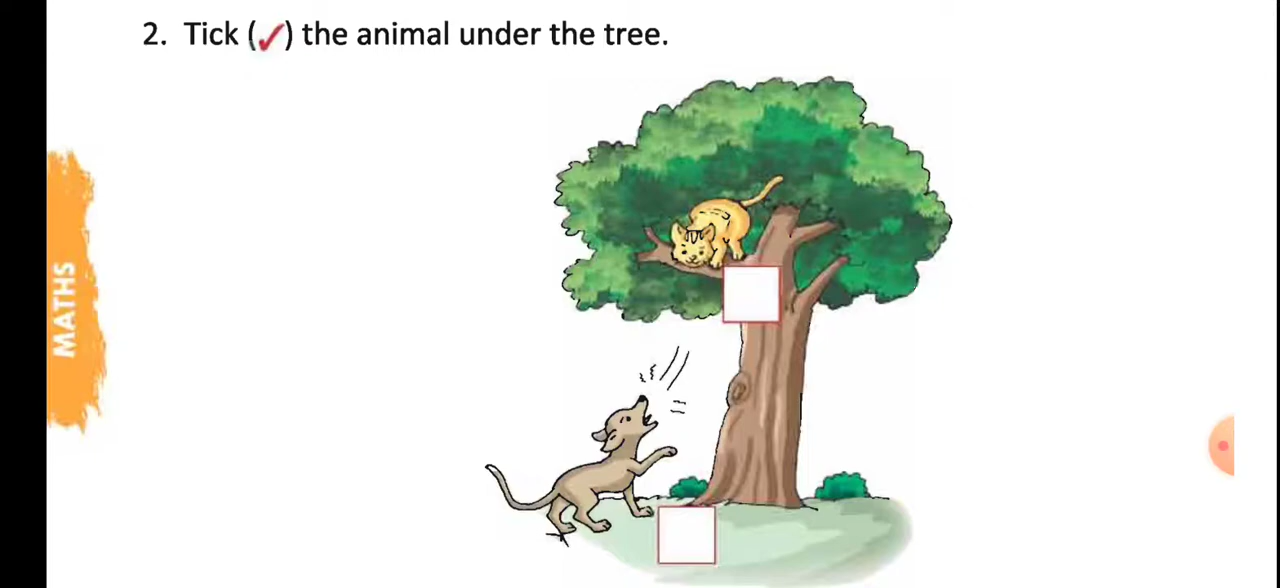 2. Tick (✓) the animal under the tree.
MATHS